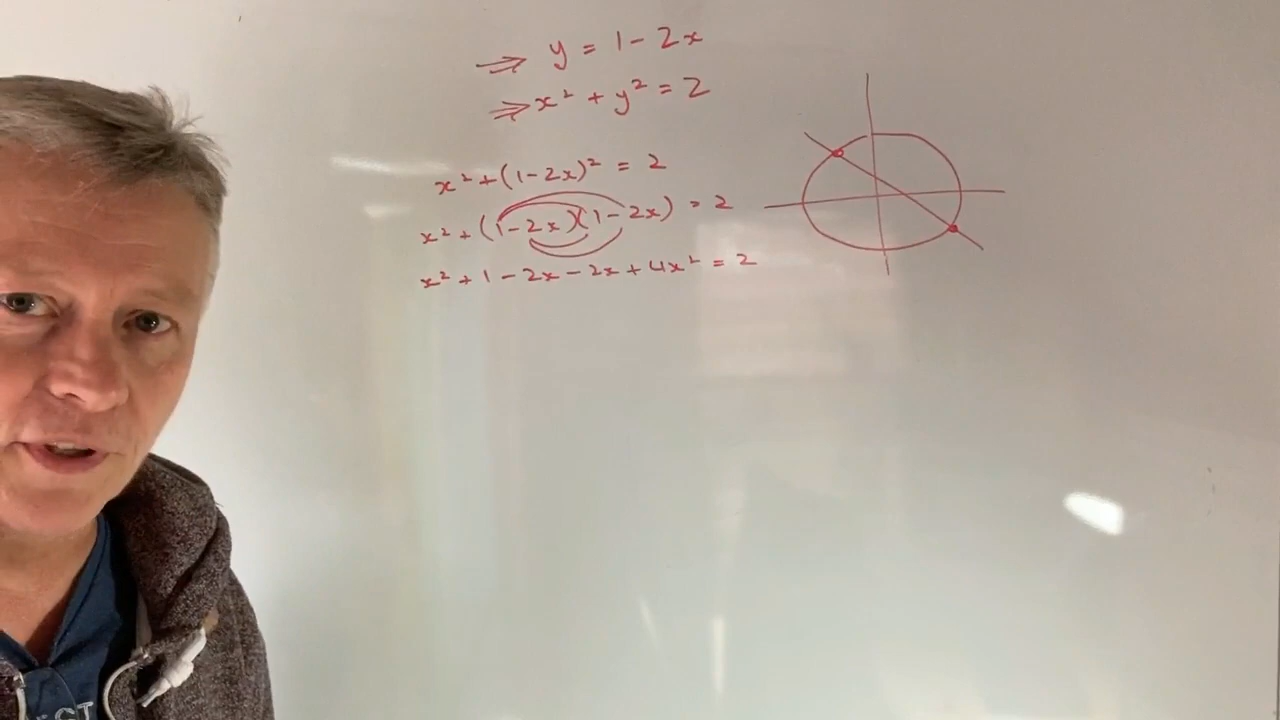 ⇒ y = 1 - 2x
⇒ x² + y² = 2
x² + (1-2x)² = 2
x² + (1-2x)(1-2x) = 2
x² + 1 - 2x - 2x + 4x² = 2